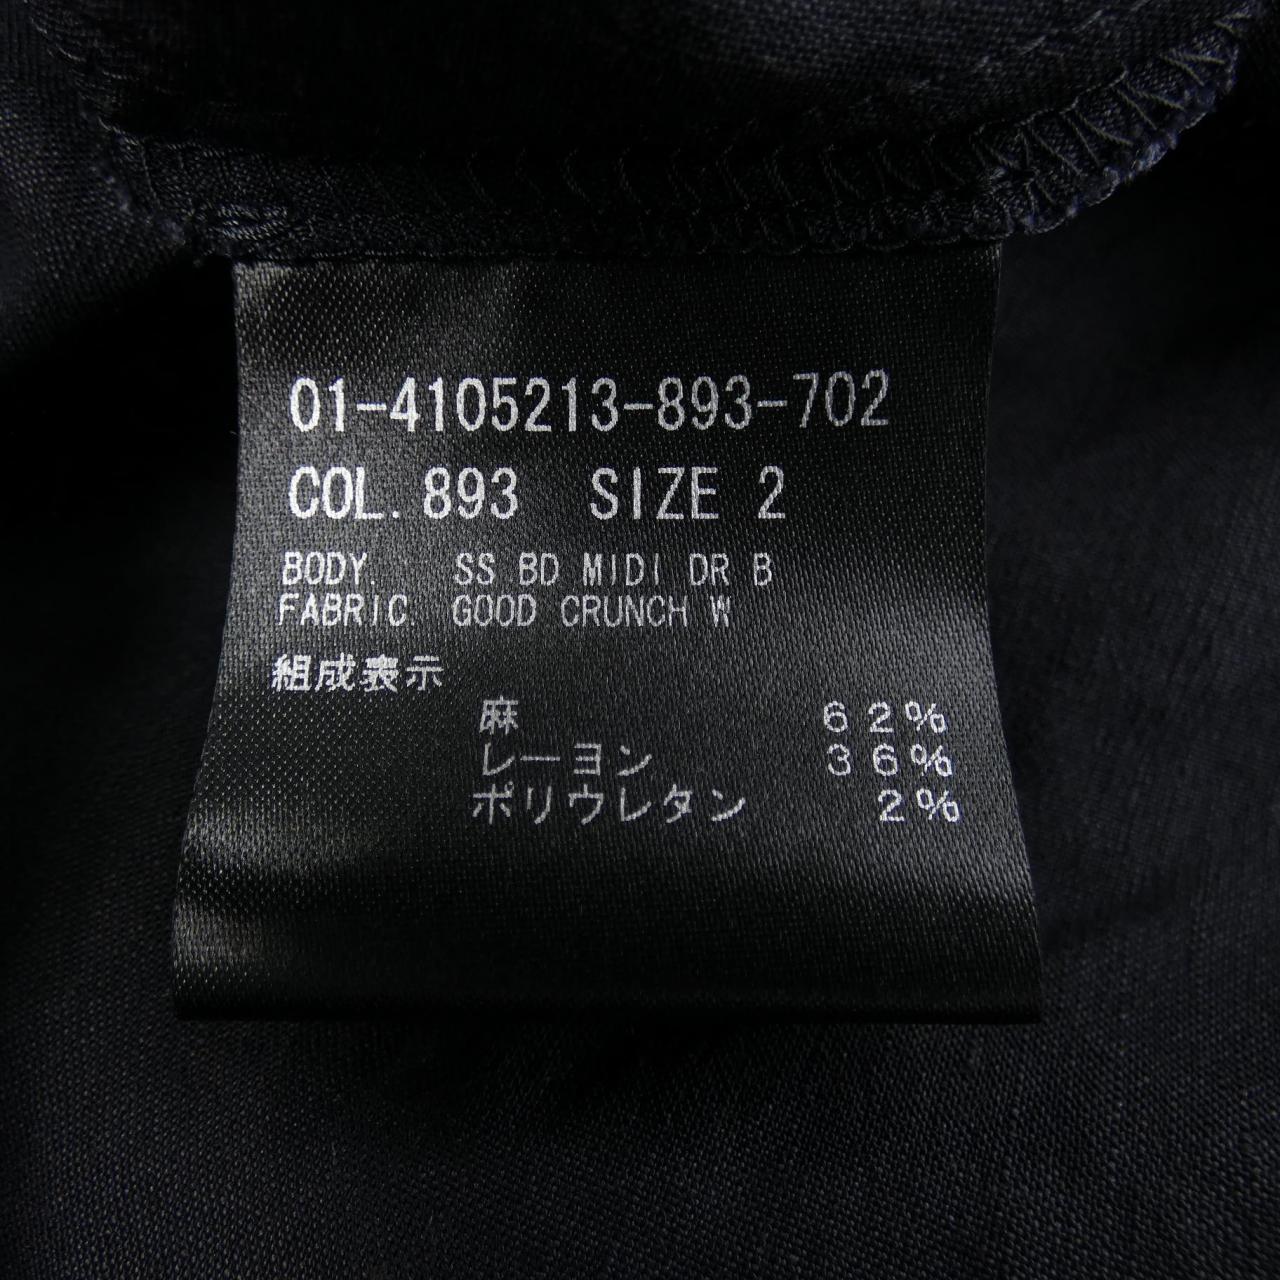 01-4105213-893-702
COL. 893 SIZE 2
BODY. SS BD MIDI DR B
FABRIC. GOOD CRUNCH W
組成表示
麻 62%
レーヨン 36%
ポリウレタン 2%